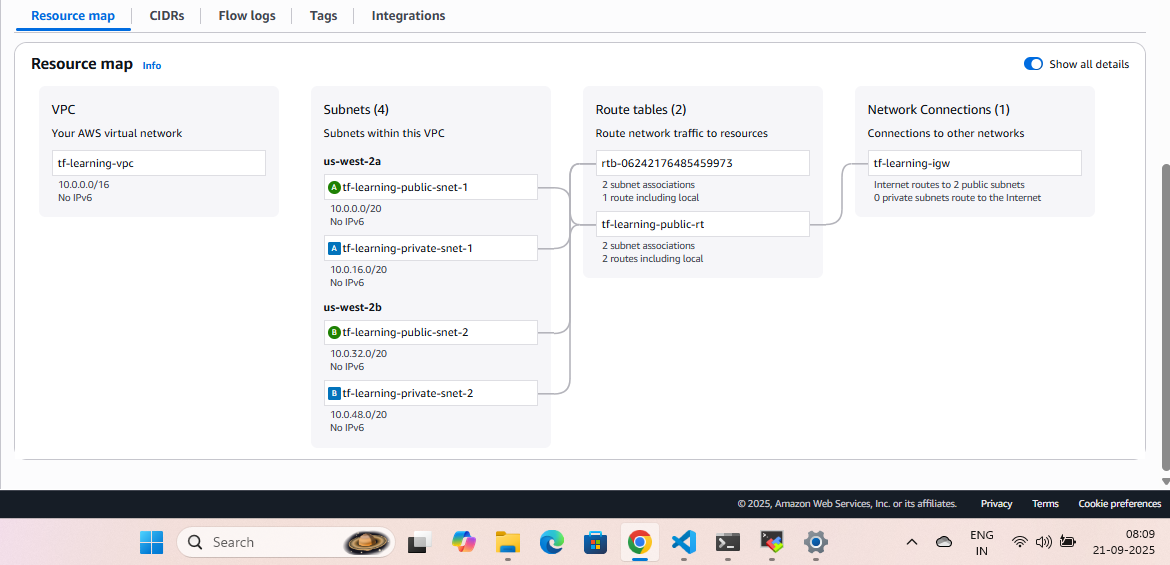 Resource map
CIDRs
Flow logs
Tags
Integrations
Resource map
Info
Show all details
VPC
Your AWS virtual network
tf-learning-vpc
10.0.0.0/16
No IPv6
Subnets (4)
Subnets within this VPC
us-west-2a
A tf-learning-public-snet-1
10.0.0.0/20
No IPv6
A tf-learning-private-snet-1
10.0.16.0/20
No IPv6
us-west-2b
B tf-learning-public-snet-2
10.0.32.0/20
No IPv6
B tf-learning-private-snet-2
10.0.48.0/20
No IPv6
Route tables (2)
Route network traffic to resources
rtb-06242176485459973
2 subnet associations
1 route including local
tf-learning-public-rt
2 subnet associations
2 routes including local
Network Connections (1)
Connections to other networks
tf-learning-igw
Internet routes to 2 public subnets
0 private subnets route to the Internet
© 2025, Amazon Web Services, Inc. or its affiliates.
Privacy
Terms
Cookie preferences
Search
ENG
IN
08:09
21-09-2025